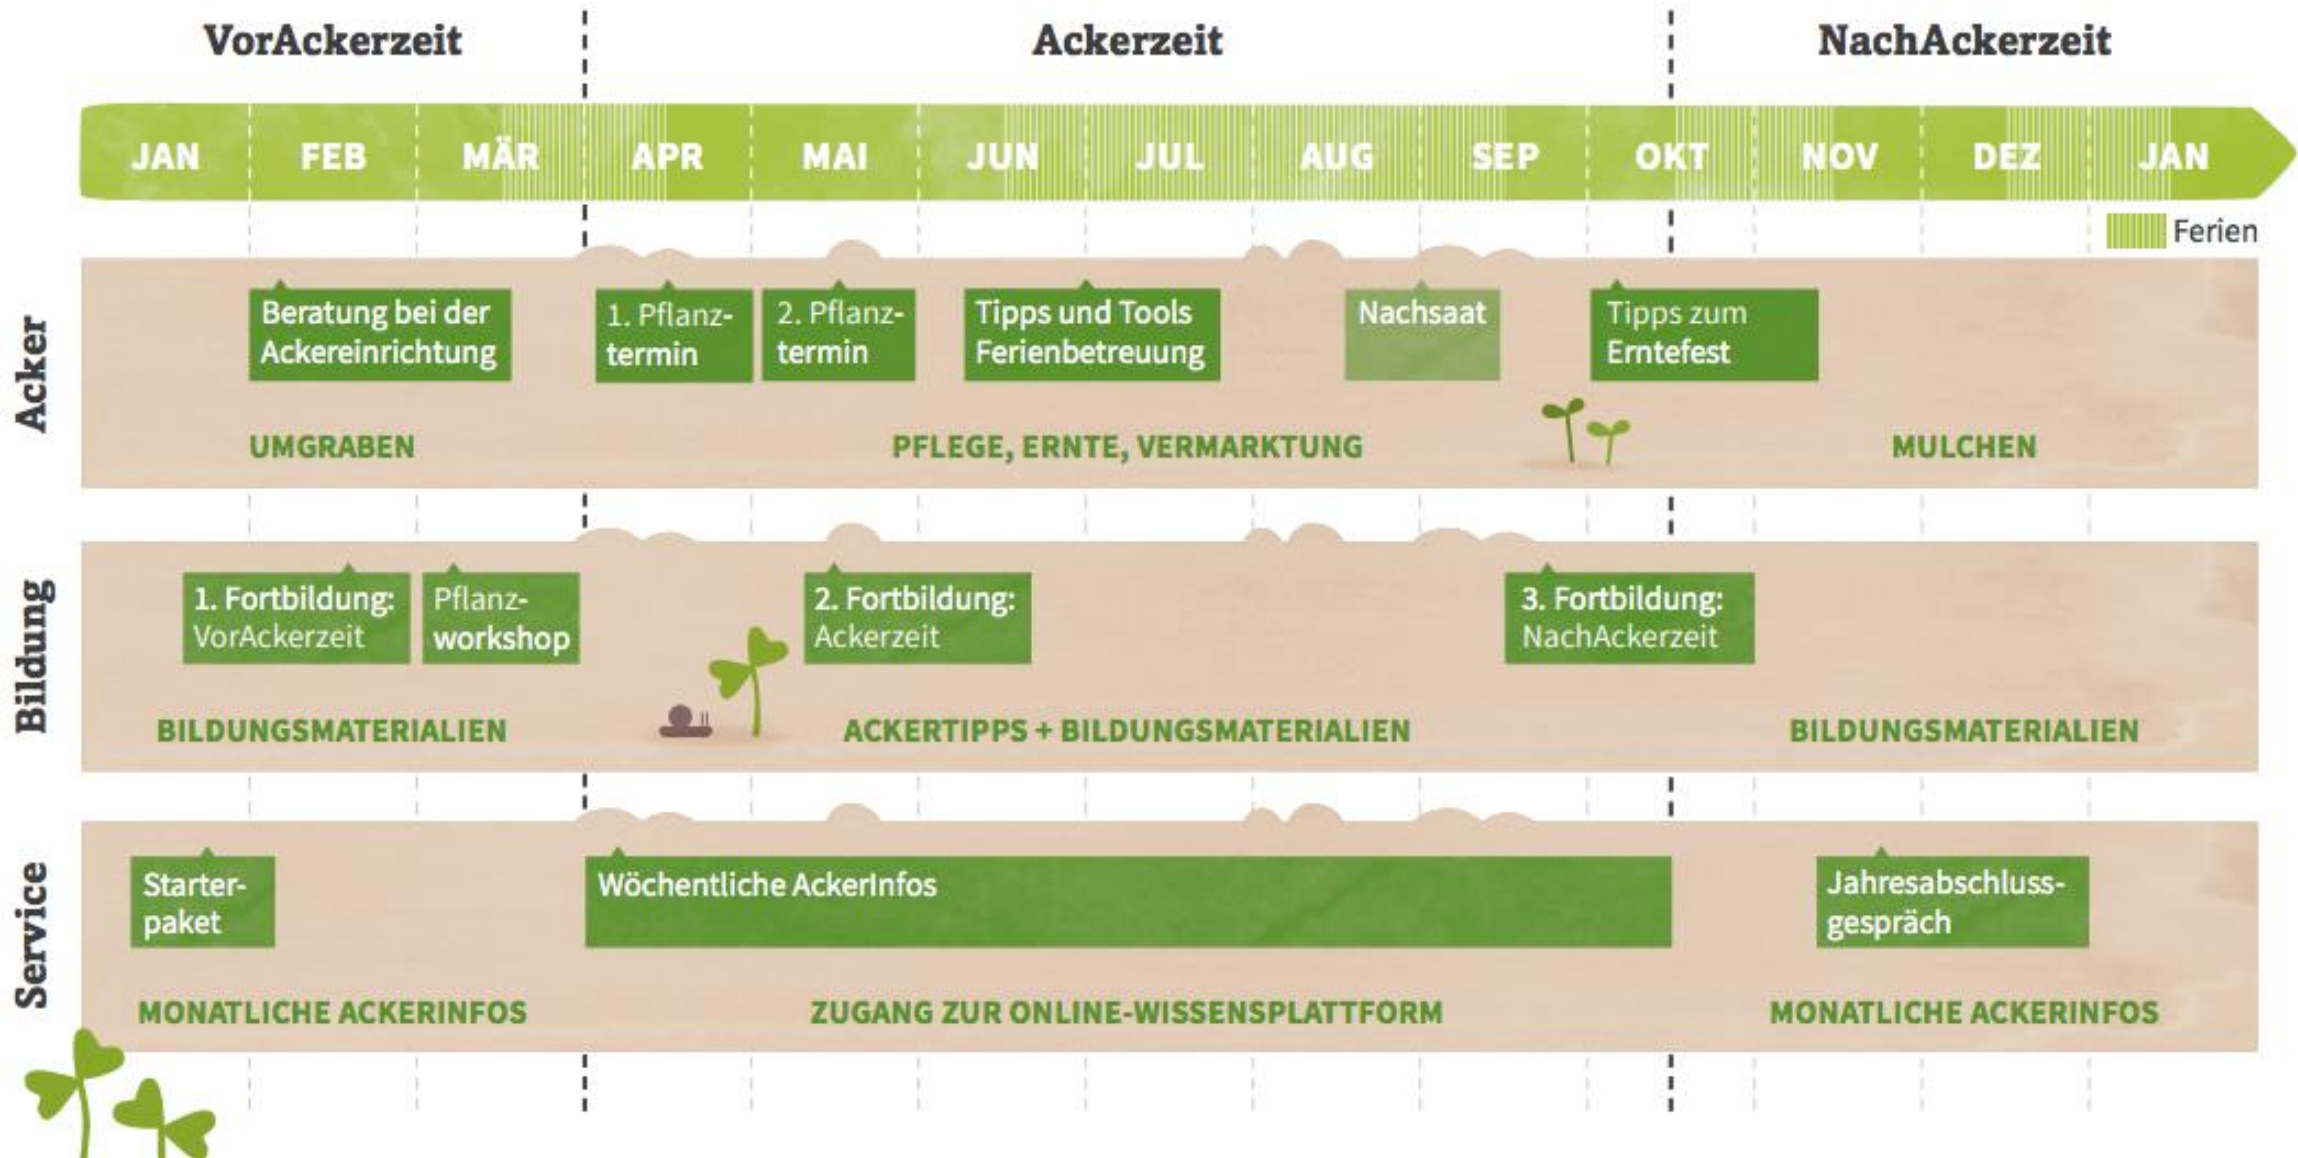 VorAckerzeit
Ackerzeit
NachAckerzeit
JAN FEB MÄR APR MAI JUN JUL AUG SEP OKT NOV DEZ JAN
Ferien
Acker
Beratung bei der
Ackereinrichtung
1. Pflanz-
termin
2. Pflanz-
termin
Tipps und Tools
Ferienbetreuung
Nachsaat
Tipps zum
Erntefest
UMGRABEN
PFLEGE, ERNTE, VERMARKTUNG
MULCHEN
Bildung
1. Fortbildung:
VorAckerzeit
Pflanz-
workshop
2. Fortbildung:
Ackerzeit
3. Fortbildung:
NachAckerzeit
BILDUNGSMATERIALIEN
ACKERTIPPS + BILDUNGSMATERIALIEN
BILDUNGSMATERIALIEN
Service
Starter-
paket
Wöchentliche AckerInfos
Jahresabschluss-
gespräch
MONATLICHE ACKERINFOS
ZUGANG ZUR ONLINE-WISSENSPLATTFORM
MONATLICHE ACKERINFOS